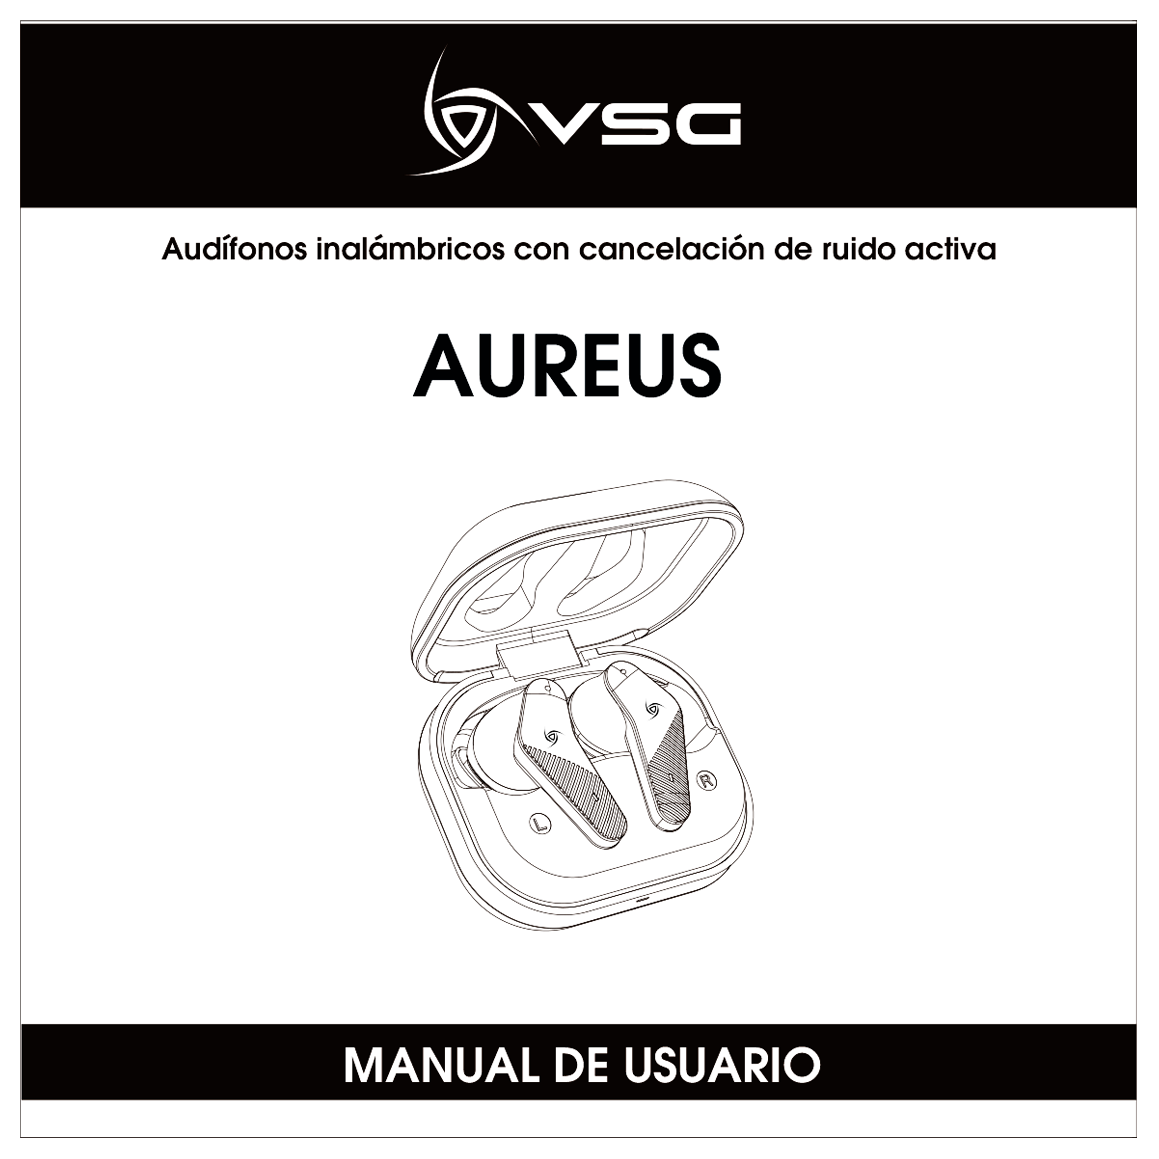 VSG
Audífonos inalámbricos con cancelación de ruido activa
AUREUS
L
R
MANUAL DE USUARIO